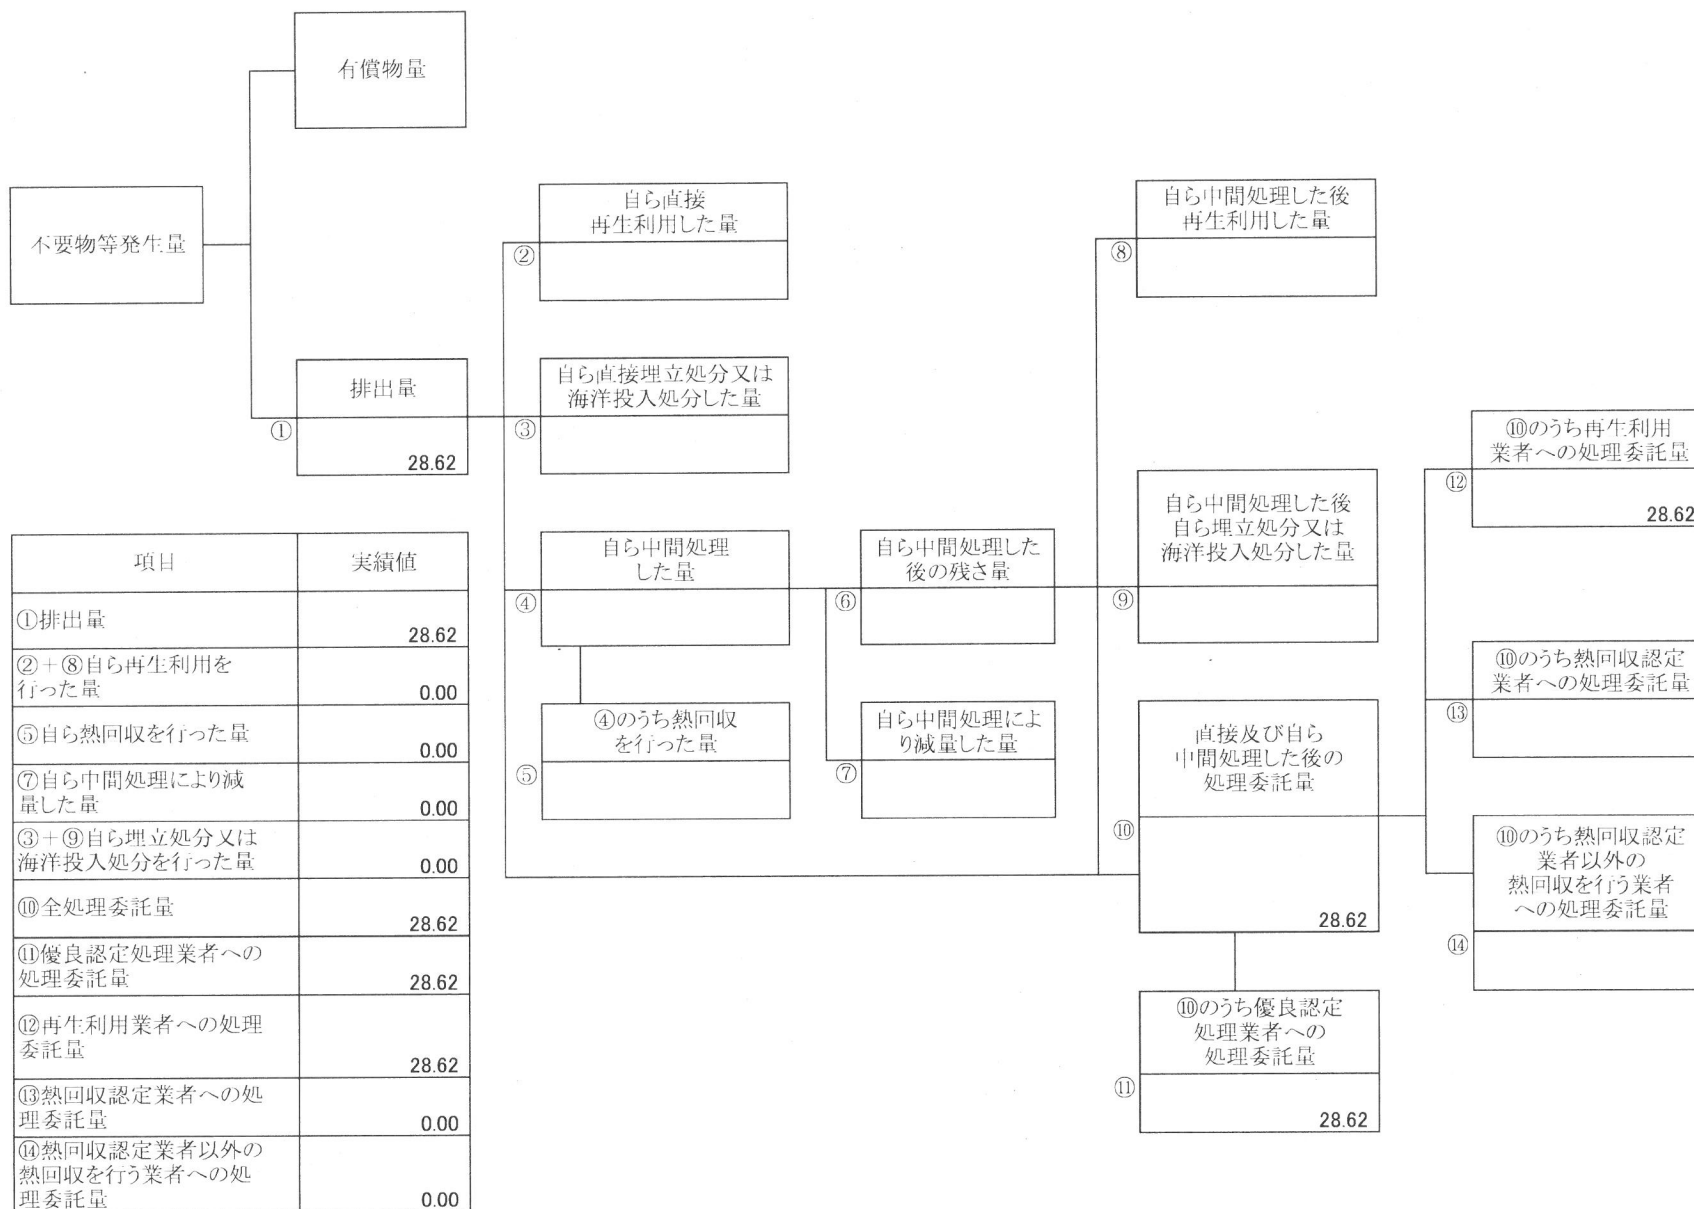 有償物量
不要物等発生量
排出量
①
28.62
自ら直接
再生利用した量
②
自ら直接埋立処分又は
海洋投入処分した量
③
自ら中間処理
した量
④
④のうち熱回収
を行った量
⑤
自ら中間処理した
後の残さ量
⑥
自ら中間処理によ
り減量した量
⑦
自ら中間処理した後
再生利用した量
⑧
自ら中間処理した後
自ら埋立処分又は
海洋投入処分した量
⑨
直接及び自ら
中間処理した後の
処理委託量
⑩
28.62
⑩のうち優良認定
処理業者への
処理委託量
⑪
28.62
⑩のうち再生利用
業者への処理委託量
⑫
28.62
⑩のうち熱回収認定
業者への処理委託量
⑬
⑩のうち熱回収認定
業者以外の
熱回収を行う業者
への処理委託量
⑭
項目 実績値
①排出量 28.62
②+⑧自ら再生利用を
行った量 0.00
⑤自ら熱回収を行った量 0.00
⑦自ら中間処理により減
量した量 0.00
③+⑨自ら埋立処分又は
海洋投入処分を行った量 0.00
⑩全処理委託量 28.62
⑪優良認定処理業者への
処理委託量 28.62
⑫再生利用業者への処理
委託量 28.62
⑬熱回収認定業者への処
理委託量 0.00
⑭熱回収認定業者以外の
熱回収を行う業者への処
理委託量 0.00